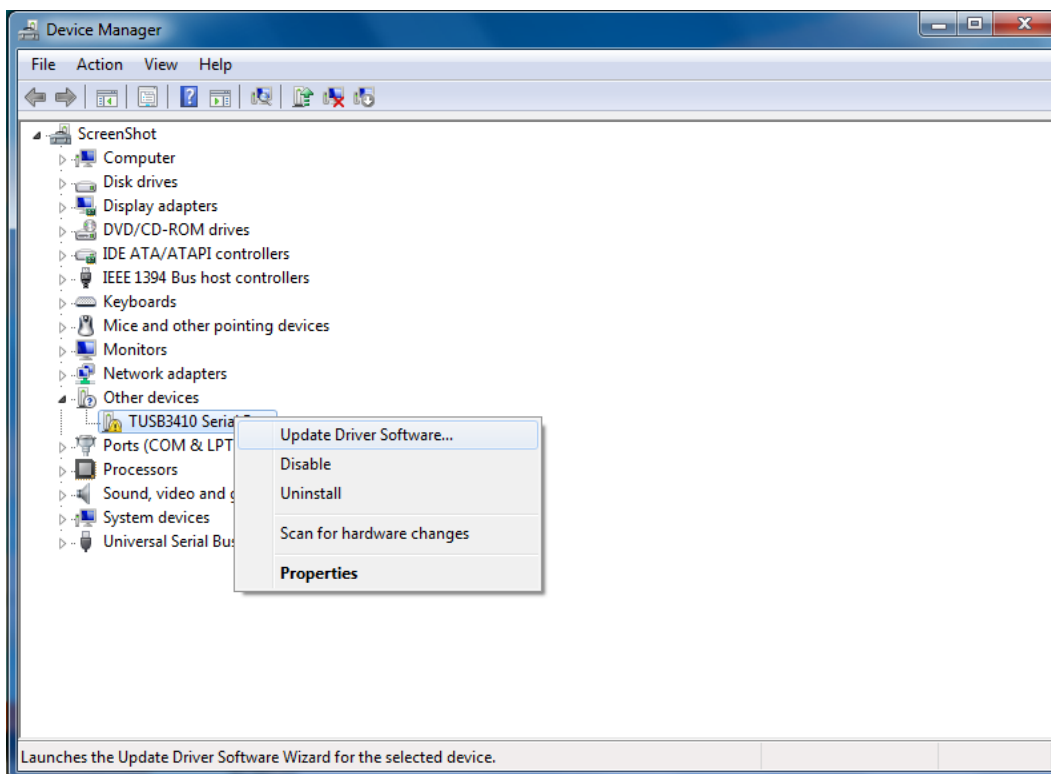 Device Manager
File Action View Help
ScreenShot
Computer
Disk drives
Display adapters
DVD/CD-ROM drives
IDE ATA/ATAPI controllers
IEEE 1394 Bus host controllers
Keyboards
Mice and other pointing devices
Monitors
Network adapters
Other devices
TUSB3410
Ports (COM & LPT
Processors
Sound, video and
System devices
Universal Serial
Update Driver Software...
Disable
Uninstall
Scan for hardware changes
Properties
Launches the Update Driver Software Wizard for the selected device.